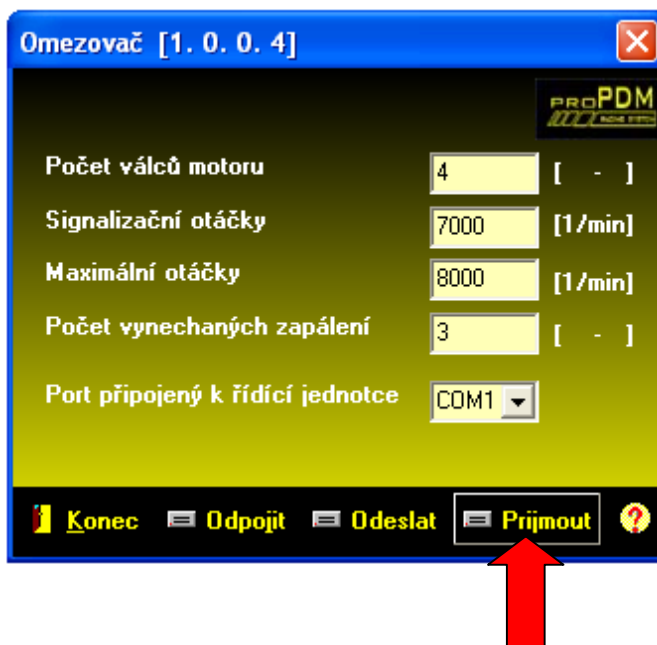 Omezovač [1. 0. 0. 4]
PROPDM
Počet válců motoru 4 [ - ]
Signalizační otáčky 7000 [1/min]
Maximální otáčky 8000 [1/min]
Počet vynechaných zapálení 3 [ - ]
Port připojený k řídící jednotce COM1
Konec Odpojit Odeslat Prijmout ?